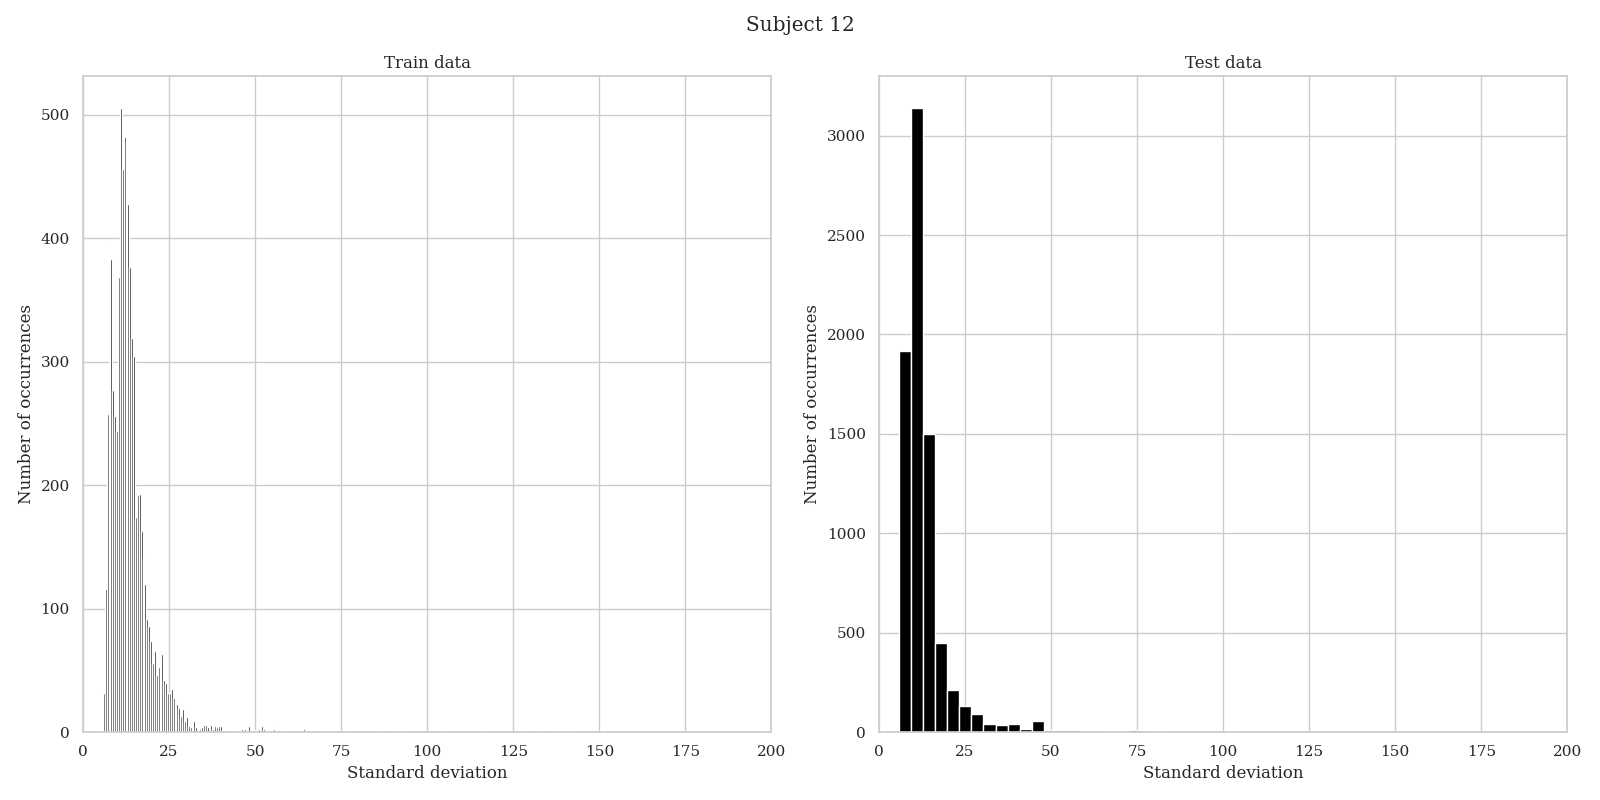 Subject 12
Train data
500
400
300
200
100
0
Number of occurrences
0 25 50 75 100 125 150 175 200
Standard deviation
Test data
3000
2500
2000
1500
1000
500
0
Number of occurrences
0 25 50 75 100 125 150 175 200
Standard deviation